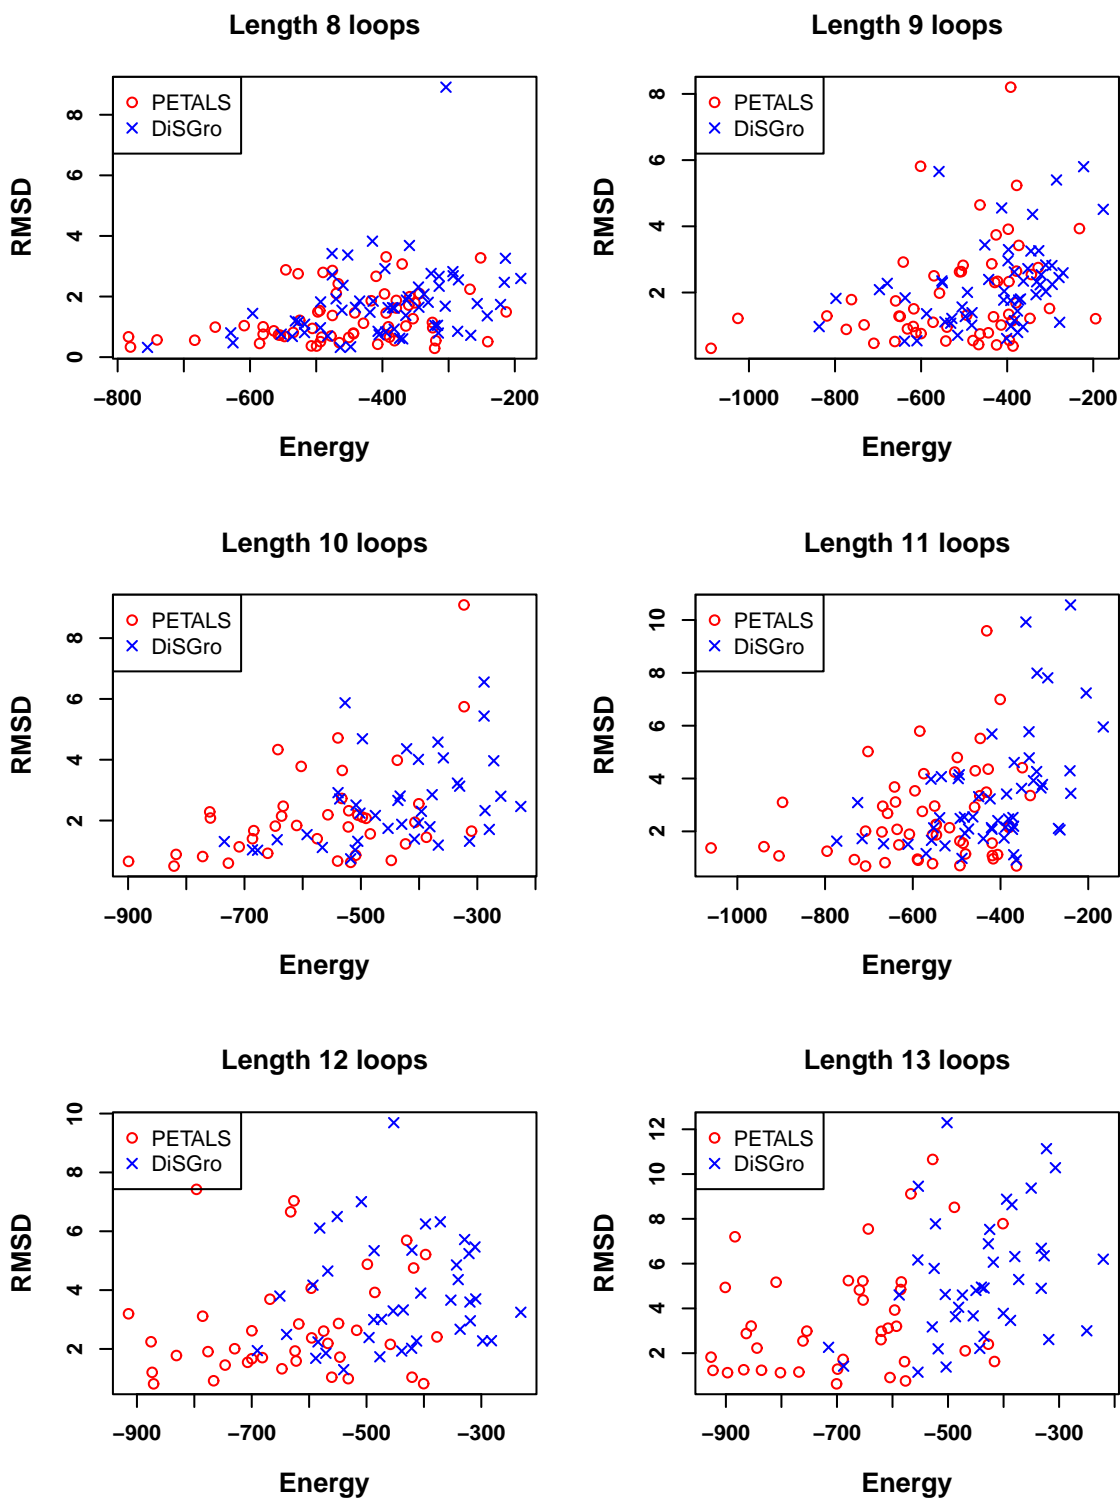 Length 8 loops
RMSD
8
6
4
2
0
PETALS
DiSGro
−800 −600 −400 −200
Energy
Length 9 loops
RMSD
8
6
4
2
PETALS
DiSGro
−1000 −800 −600 −400 −200
Energy
Length 10 loops
RMSD
8
6
4
2
PETALS
DiSGro
−900 −700 −500 −300
Energy
Length 11 loops
RMSD
10
8
6
4
2
PETALS
DiSGro
−1000 −800 −600 −400 −200
Energy
Length 12 loops
RMSD
10
8
6
4
2
PETALS
DiSGro
−900 −700 −500 −300
Energy
Length 13 loops
RMSD
12
10
8
6
4
2
PETALS
DiSGro
−900 −700 −500 −300
Energy